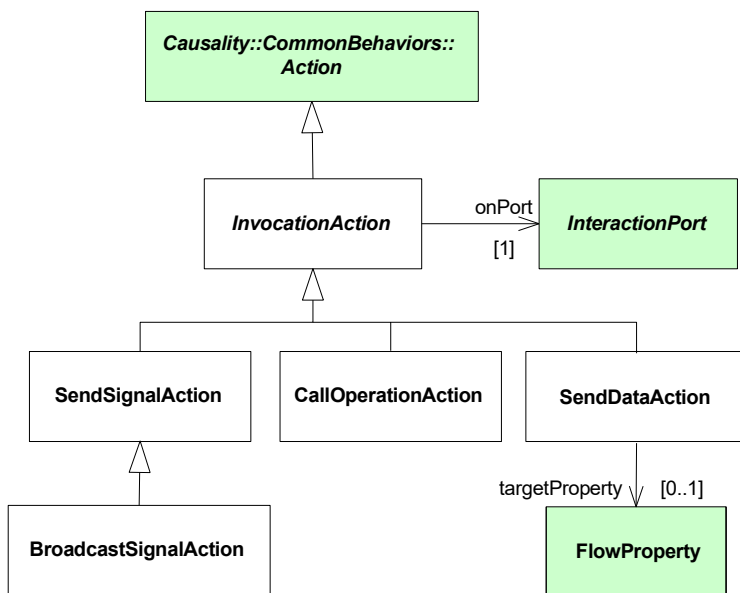 Causality::CommonBehaviors::
Action
InvocationAction
onPort
[1]
InteractionPort
SendSignalAction
CallOperationAction
SendDataAction
targetProperty
[0..1]
BroadcastSignalAction
FlowProperty